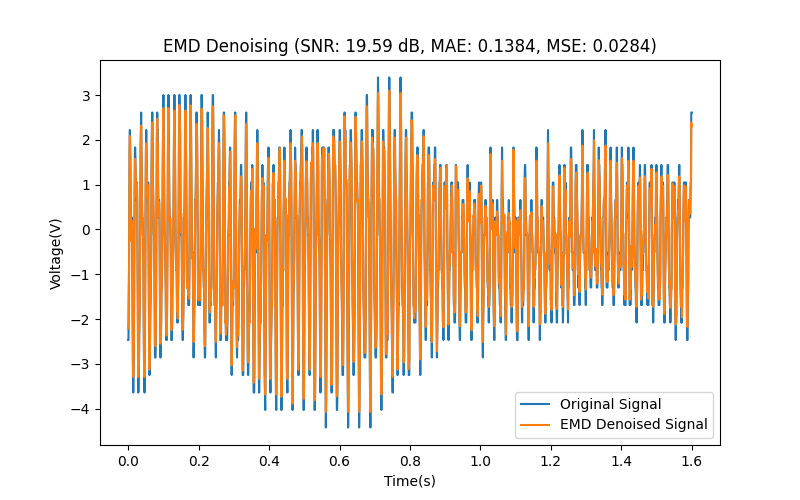 EMD Denoising (SNR: 19.59 dB, MAE: 0.1384, MSE: 0.0284)
Voltage(V)
3
2
1
0
−1
−2
−3
−4
Original Signal
EMD Denoised Signal
0.0 0.2 0.4 0.6 0.8 1.0 1.2 1.4 1.6
Time(s)